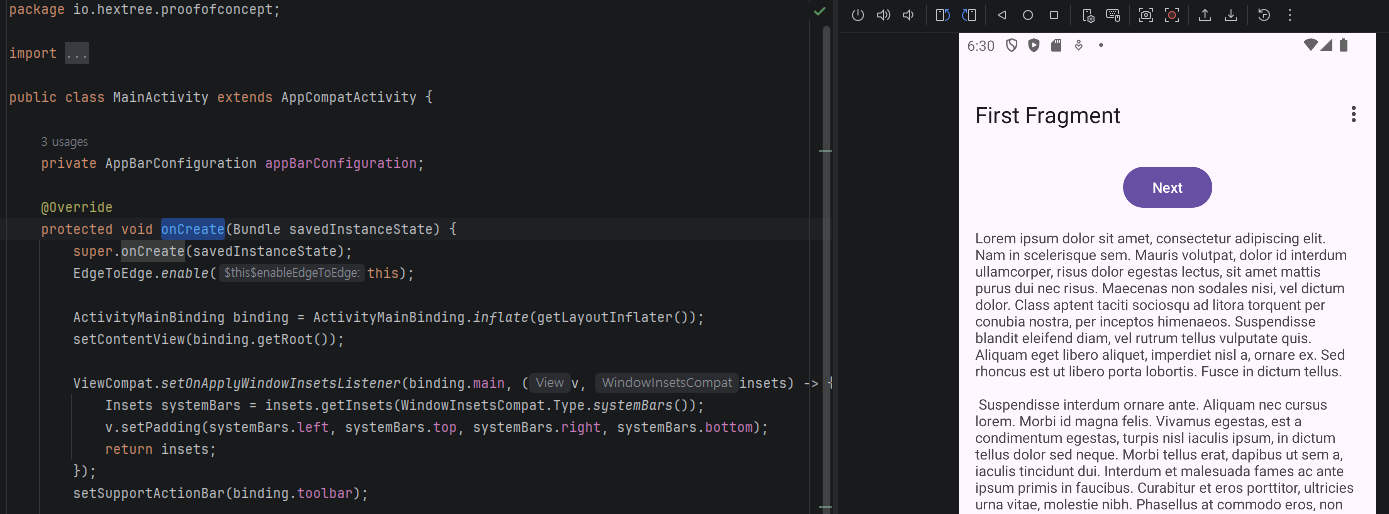 package io.hextree.proofofconcept;
import ...
public class MainActivity extends AppCompatActivity {
3 usages
private AppBarConfiguration appBarConfiguration;
@Override
protected void onCreate(Bundle savedInstanceState) {
super.onCreate(savedInstanceState);
EdgeToEdge.enable( $this$enableEdgeToEdge: this);
ActivityMainBinding binding = ActivityMainBinding.inflate(getLayoutInflater());
setContentView(binding.getRoot());
ViewCompat.setOnApplyWindowInsetsListener(binding.main, ( View v, WindowInsetsCompat insets) -> {
Insets systemBars = insets.getInsets(WindowInsetsCompat.Type.systemBars());
v.setPadding(systemBars.left, systemBars.top, systemBars.right, systemBars.bottom);
return insets;
});
setSupportActionBar(binding.toolbar);
6:30
First Fragment
Next
Lorem ipsum dolor sit amet, consectetur adipiscing elit.
Nam in scelerisque sem. Mauris volutpat, dolor id interdum
ullamcorper, risus dolor egestas lectus, sit amet mattis
purus dui nec risus. Maecenas non sodales nisi, vel dictum
dolor. Class aptent taciti sociosqu ad litora torquent per
conubia nostra, per inceptos himenaeos. Suspendisse
blandit eleifend diam, vel rutrum tellus vulputate quis.
Aliquam eget libero aliquet, imperdiet nisl a, ornare ex. Sed
rhoncus est ut libero porta lobortis. Fusce in dictum tellus.
Suspendisse interdum ornare ante. Aliquam nec cursus
lorem. Morbi id magna felis. Vivamus egestas, est a
condimentum egestas, turpis nisl iaculis ipsum, in dictum
tellus dolor sed neque. Morbi tellus erat, dapibus ut sem a,
iaculis tincidunt dui. Interdum et malesuada fames ac ante
ipsum primis in faucibus. Curabitur et eros porttitor, ultricies
urna vitae, molestie nibh. Phasellus at commodo eros, non